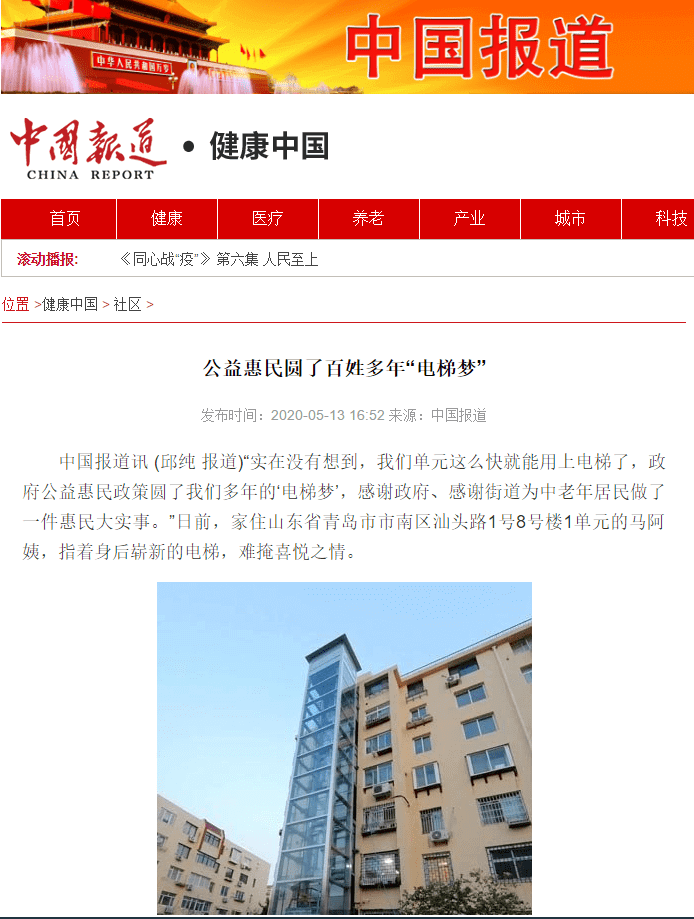 中华人民共和国万岁
中国报道
中國報道
CHINA REPORT
• 健康中国
首页 健康 医疗 养老 产业 城市 科技
滚动播报: 《同心战“疫”》第六集 人民至上
位置 >健康中国 > 社区 >
公益惠民圆了百姓多年“电梯梦”
发布时间：2020-05-13 16:52 来源：中国报道
中国报道讯 (邱纯 报道)“实在没有想到，我们单元这么快就能用上电梯了，政
府公益惠民政策圆了我们多年的‘电梯梦’，感谢政府、感谢街道为中老年居民做了
一件惠民大实事。”日前，家住山东省青岛市市南区汕头路1号8号楼1单元的马阿
姨，指着身后崭新的电梯，难掩喜悦之情。